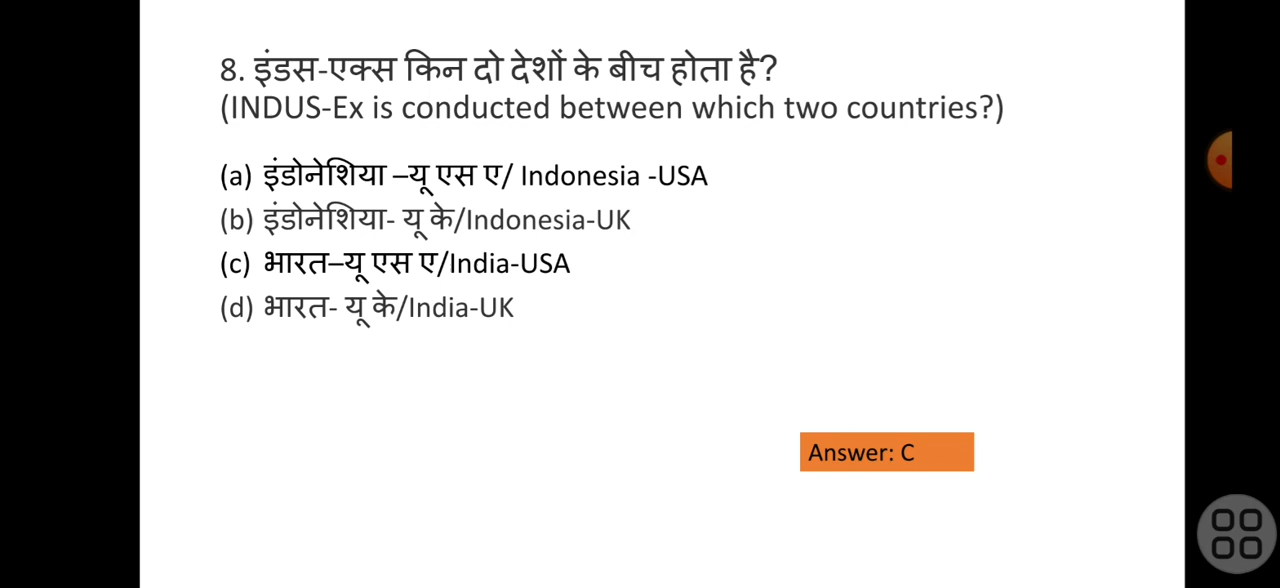 8. इंडस-एक्स किन दो देशों के बीच होता है?
(INDUS-Ex is conducted between which two countries?)
(a) इंडोनेशिया –यू एस ए/ Indonesia -USA
(b) इंडोनेशिया- यू के/Indonesia-UK
(c) भारत–यू एस ए/India-USA
(d) भारत- यू के/India-UK
Answer: C